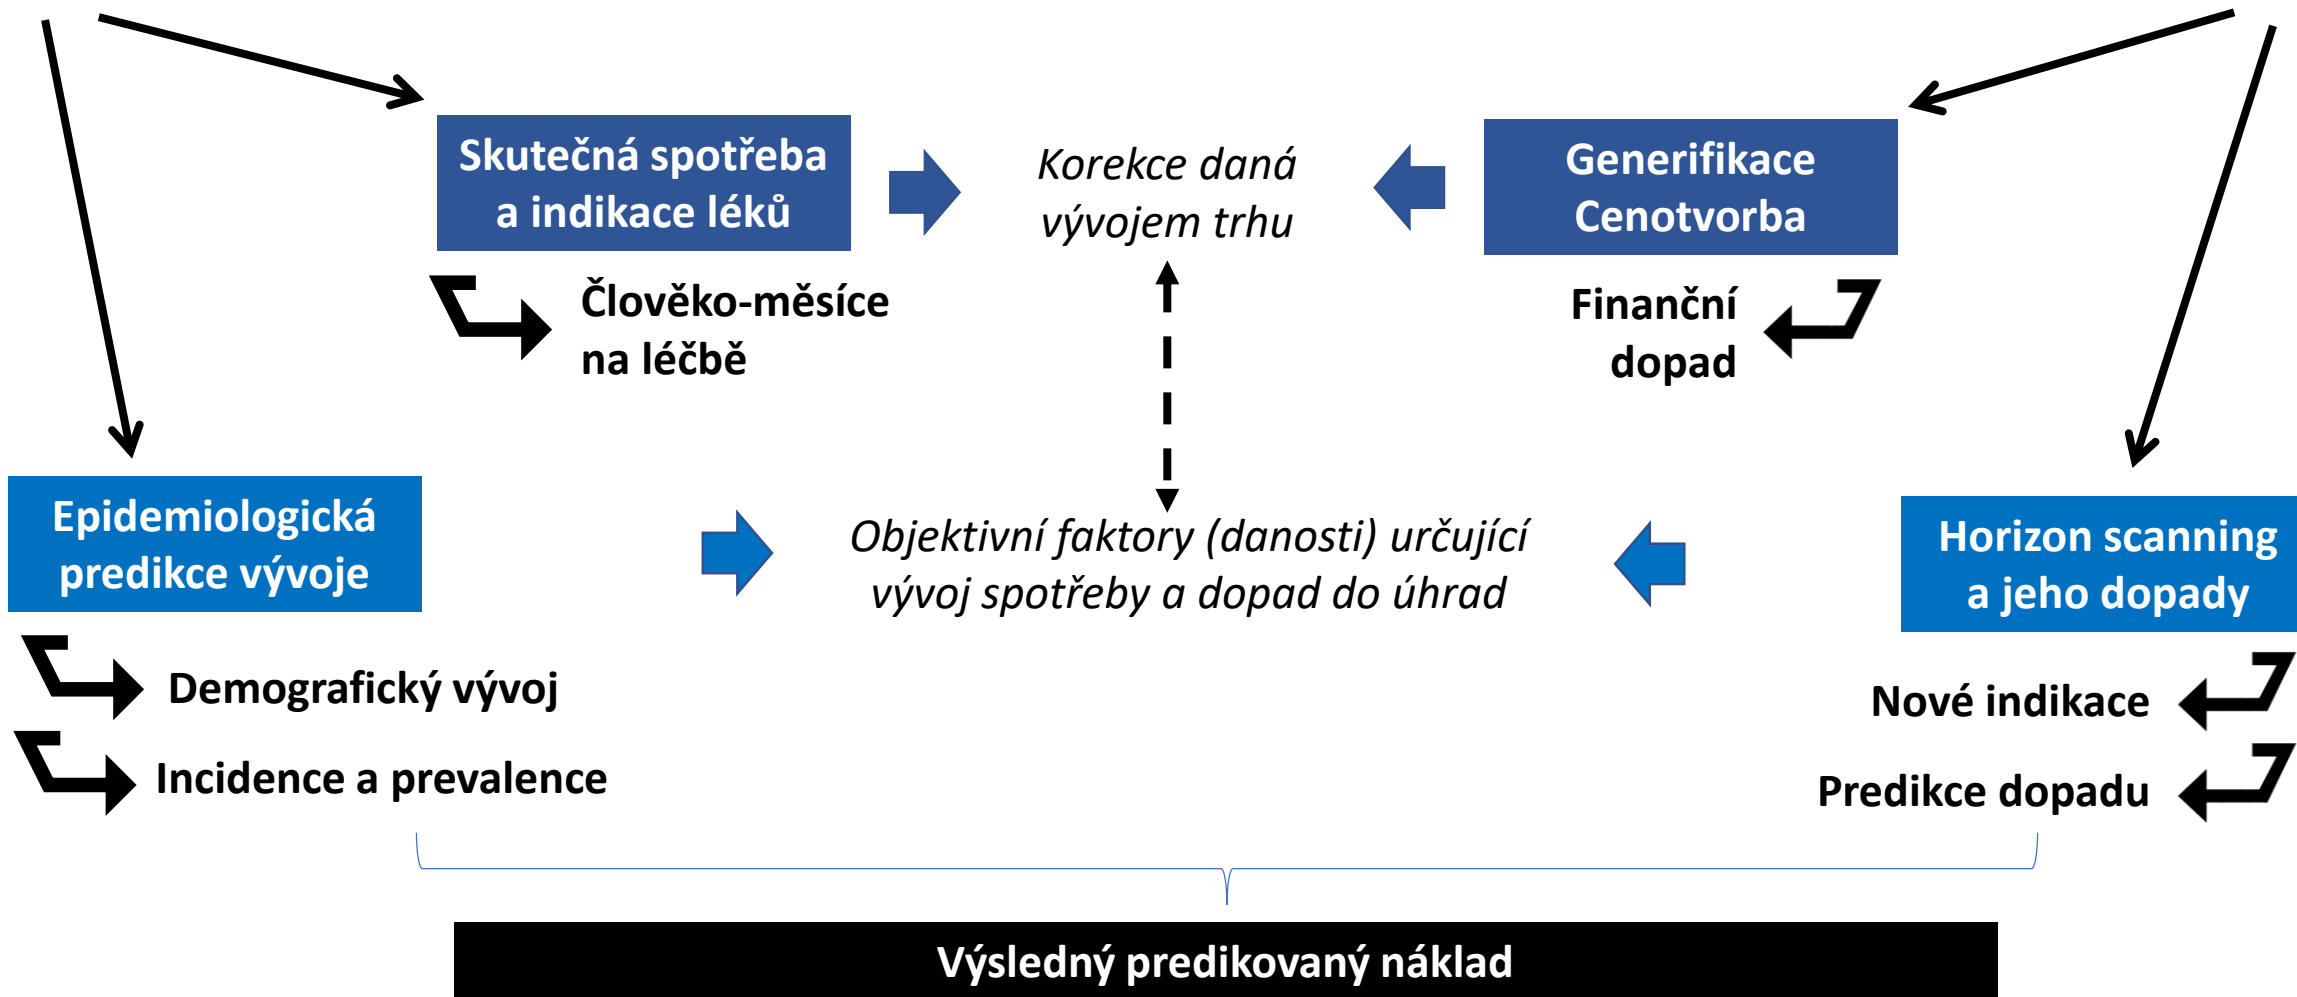 Skutečná spotřeba
a indikace léků
Korekce daná
vývojem trhu
Generifikace
Cenotvorba
Člověko-měsíce
na léčbě
Finanční
dopad
Epidemiologická
predikce vývoje
Objektivní faktory (danosti) určující
vývoj spotřeby a dopad do úhrad
Horizon scanning
a jeho dopady
Demografický vývoj
Incidence a prevalence
Nové indikace
Predikce dopadu
Výsledný predikovaný náklad